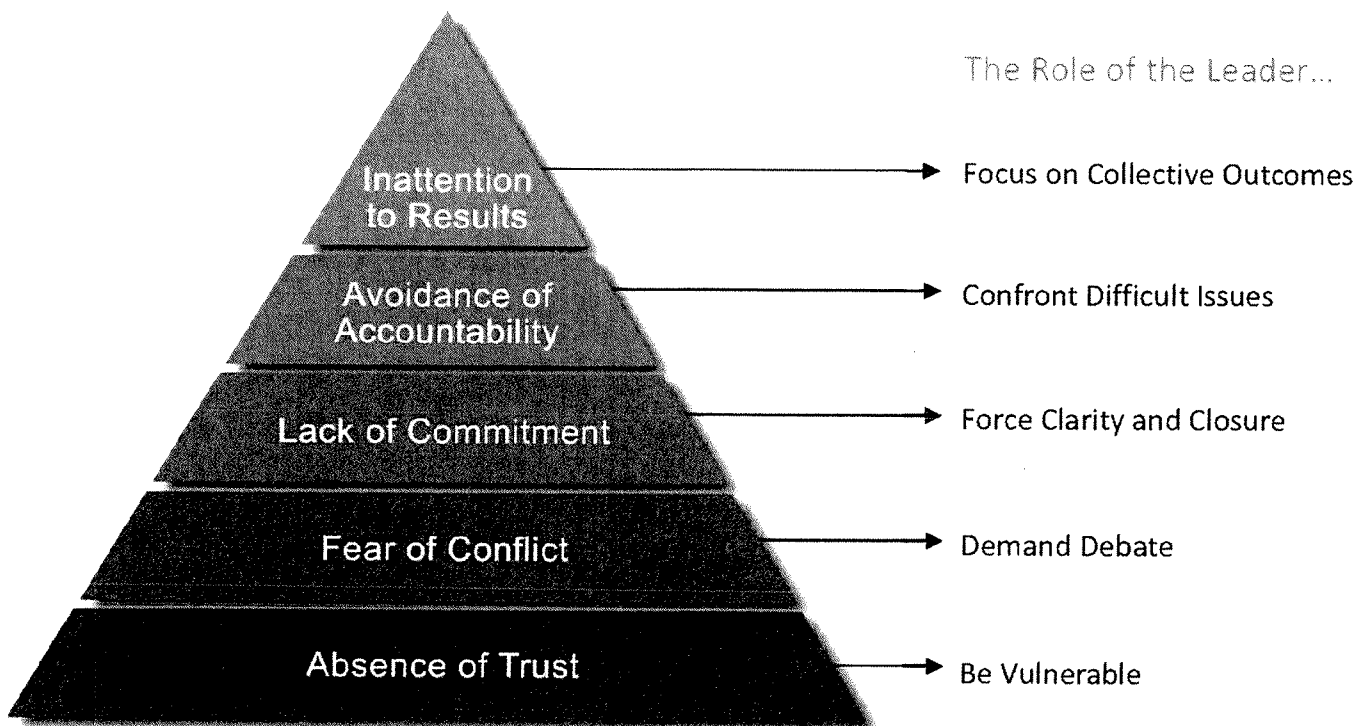 The Role of the Leader...
Inattention
to Results
Focus on Collective Outcomes
Avoidance of
Accountability
Confront Difficult Issues
Lack of Commitment
Force Clarity and Closure
Fear of Conflict
Demand Debate
Absence of Trust
Be Vulnerable